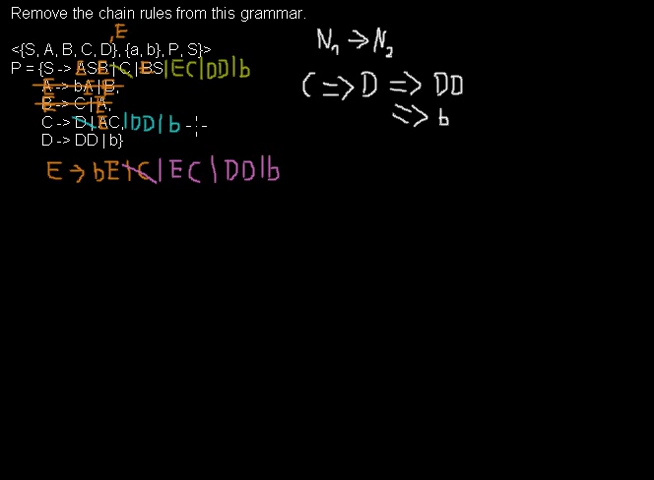 Remove the chain rules from this grammar.
,E
<{S, A, B, C, D}, {a, b}, P, S}>
P = {S -> ASB | C | BS | EC | DD | b
E E E
A -> bA | B,
E E
B -> C | A,
E E
C -> D | AC, | DD | b
E
D -> DD | b}
E → bE | C | EC | DD | b
N₁ → N₂
C => D => DD
=> b